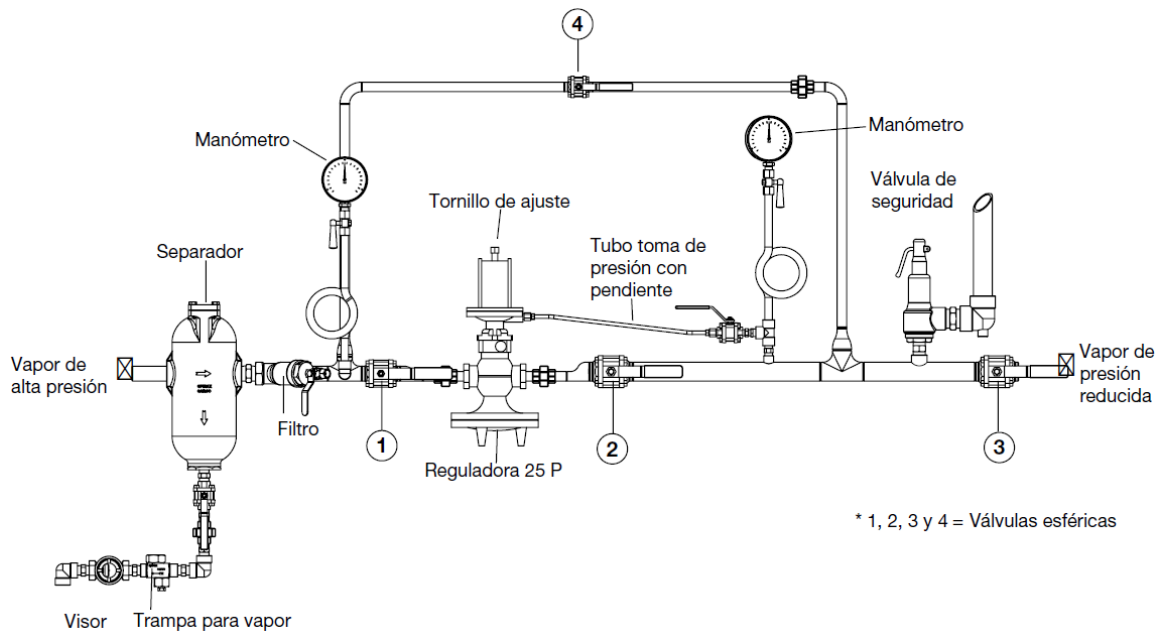 4
Manómetro
Manómetro
Tornillo de ajuste
Válvula de
seguridad
Separador
Tubo toma de
presión con
pendiente
Vapor de
alta presión
Vapor de
presión
reducida
Filtro
1
2
3
Reguladora 25 P
* 1, 2, 3 y 4 = Válvulas esféricas
Visor
Trampa para vapor